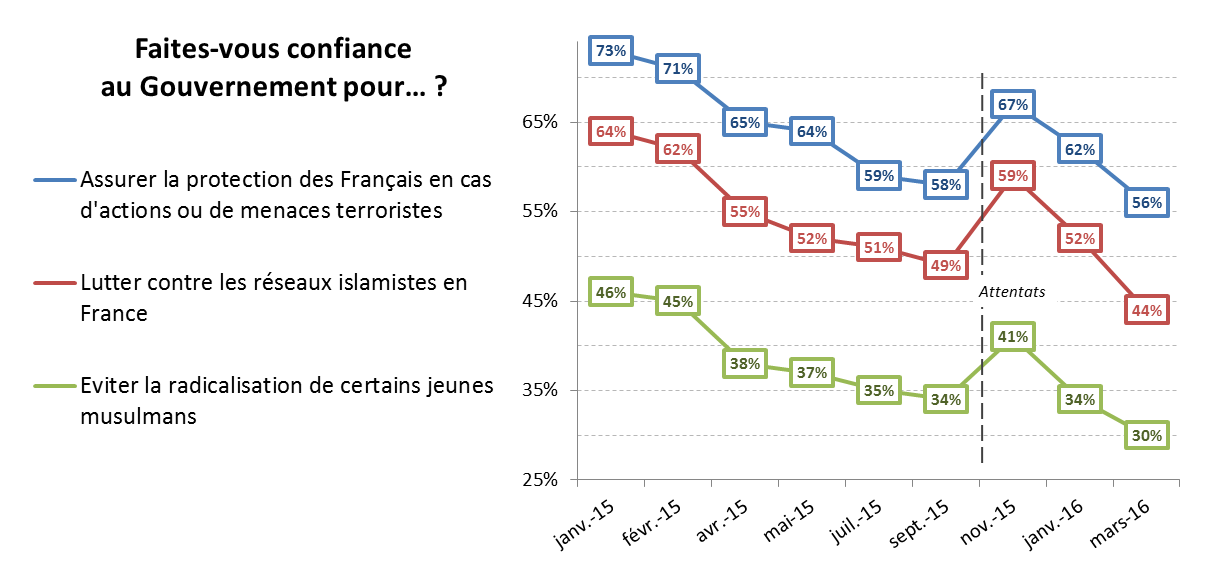 Faites-vous confiance
au Gouvernement pour... ?
Assurer la protection des Français en cas
d'actions ou de menaces terroristes
Lutter contre les réseaux islamistes en
France
Eviter la radicalisation de certains jeunes
musulmans
73%
71%
65%
64%
59%
58%
67%
62%
56%
64%
62%
55%
52%
51%
49%
59%
52%
44%
46%
45%
38%
37%
35%
34%
41%
34%
30%
Attentats
65%
55%
45%
35%
25%
janv.-15
févr.-15
avr.-15
mai-15
juil.-15
sept.-15
nov.-15
janv.-16
mars-16